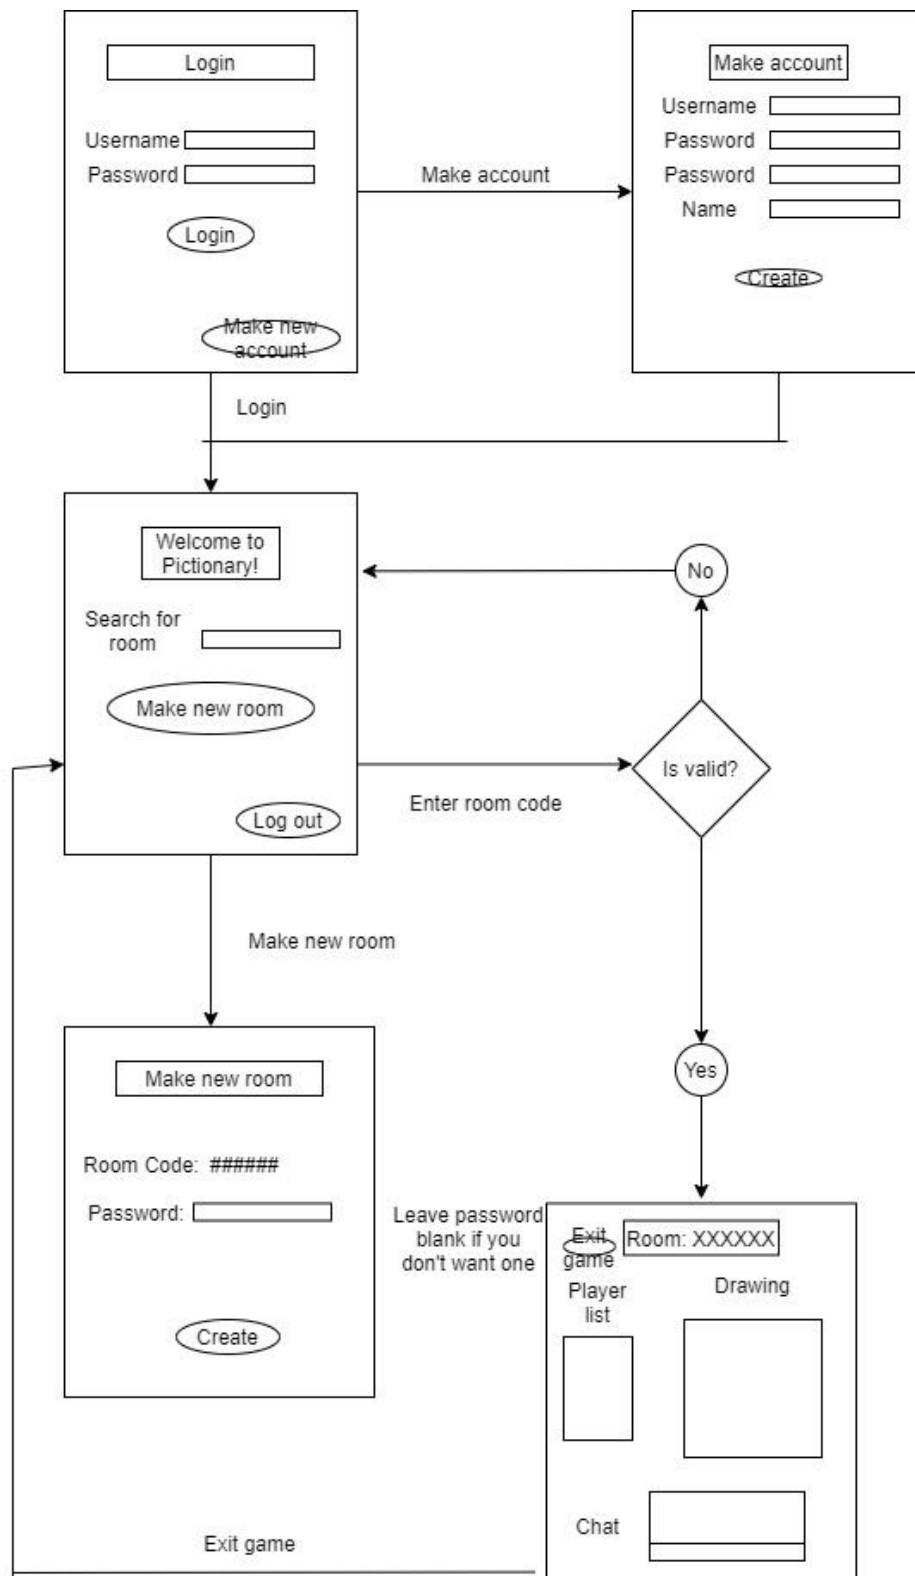 Login
Username
Password
Login
Make new
account
Make account
Make account
Username
Password
Password
Name
Create
Login
Welcome to
Pictionary!
Search for
room
Make new room
Log out
No
Is valid?
Enter room code
Make new room
Yes
Make new room
Room Code: ######
Password:
Create
Leave password
blank if you
don't want one
Exit
game
Room: XXXXXX
Player
list
Drawing
Chat
Exit game